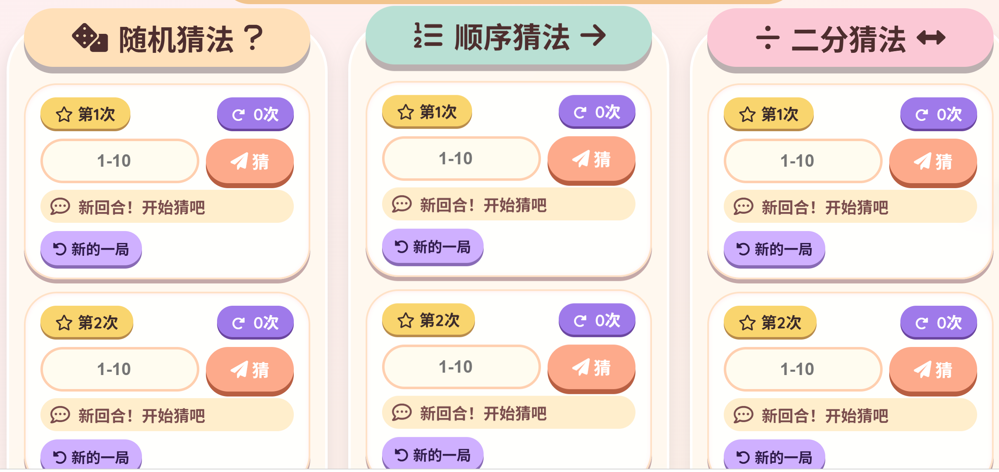 随机猜法 ?
第1次
0次
1-10
猜
新回合！开始猜吧
新的一局
第2次
0次
1-10
猜
新回合！开始猜吧
新的一局
顺序猜法
第1次
0次
1-10
猜
新回合！开始猜吧
新的一局
第2次
0次
1-10
猜
新回合！开始猜吧
新的一局
二分猜法
第1次
0次
1-10
猜
新回合！开始猜吧
新的一局
第2次
0次
1-10
猜
新回合！开始猜吧
新的一局